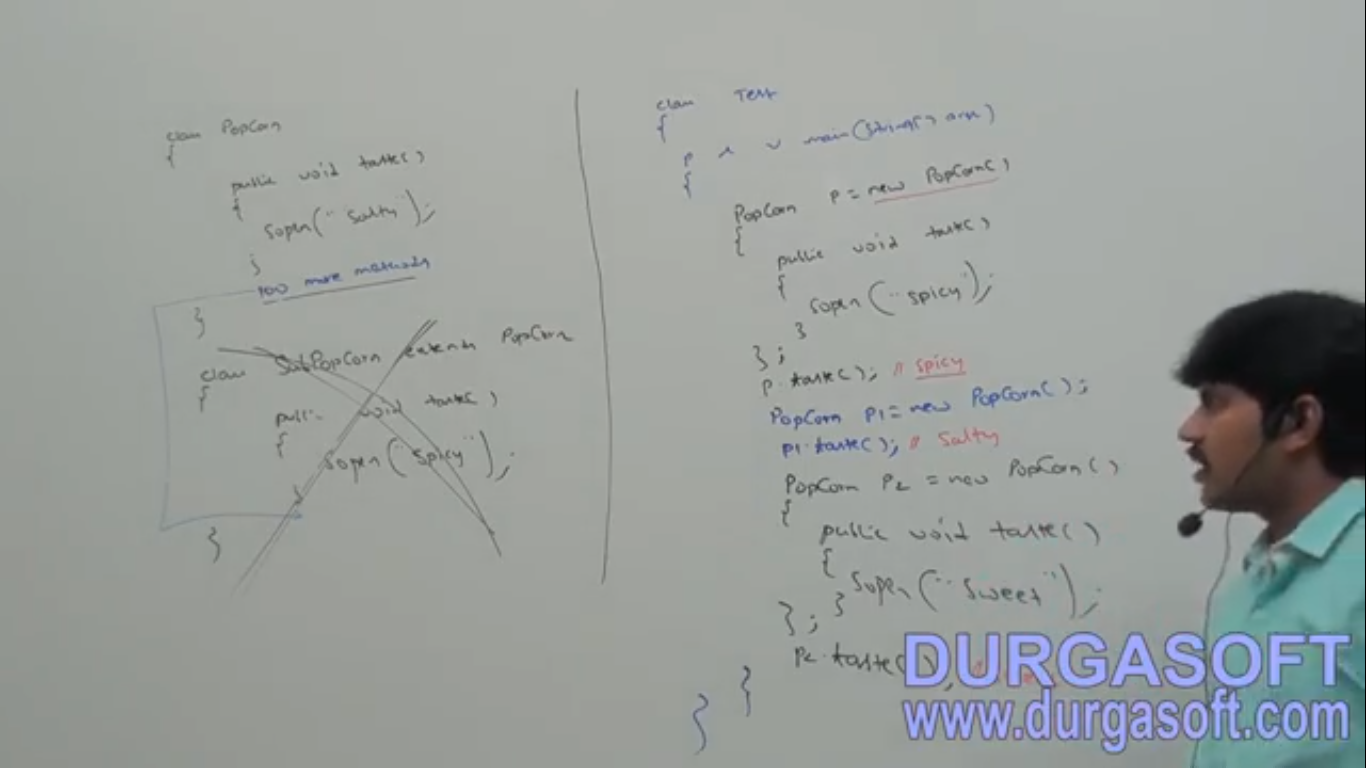 class PopCorn
{
public void taste()
{
sopln("Salty");
}
100 more methods
}
class SubPopCorn extends PopCorn
{
public void taste()
{
sopln("Spicy");
}
}
class Test
{
p s v main(String[] args)
{
PopCorn p = new PopCorn()
{
public void taste()
{
sopln("spicy");
}
};
p.taste(); // spicy
PopCorn p1 = new PopCorn();
p1.taste(); // Salty
PopCorn p2 = new PopCorn()
{
public void taste()
{
sopln("Sweet");
}
};
p2.taste(); //
}
}
DURGASOFT
www.durgasoft.com